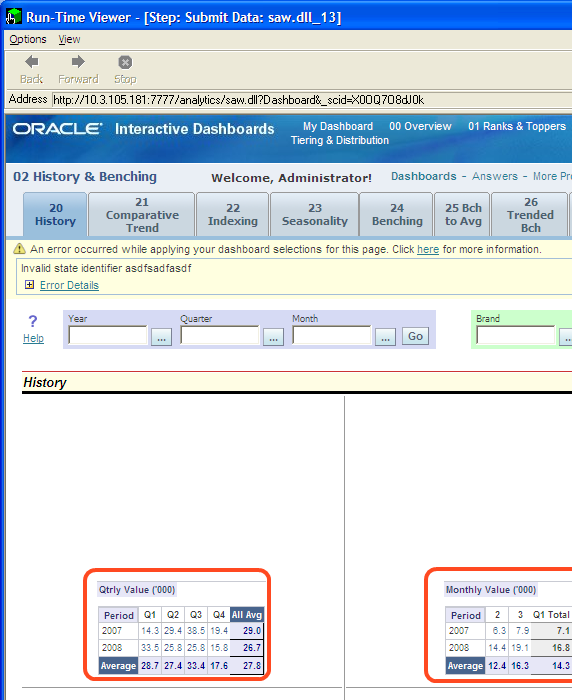 Run-Time Viewer - [Step: Submit Data: saw.dll_13]
Options View
Back Forward Stop
Address http://10.3.105.181:7777/analytics/saw.dll?Dashboard&_scid=X0OQ7O8dJ0k
ORACLE Interactive Dashboards My Dashboard 00 Overview 01 Ranks & Toppers
Tiering & Distribution
02 History & Benching Welcome, Administrator! Dashboards - Answers - More Pr
20 History 21 Comparative Trend 22 Indexing 23 Seasonality 24 Benching 25 Bch to Avg 26 Trended Bch
An error occurred while applying your dashboard selections for this page. Click here for more information.
Invalid state identifier asdfsadfasdf
Error Details
? Help Year ... Quarter ... Month ... Go Brand ...
History
Qtrly Value ('000)
Period Q1 Q2 Q3 Q4 All Avg
2007 14.3 29.4 38.5 19.4 29.0
2008 33.5 25.8 25.8 15.8 26.7
Average 28.7 27.4 33.4 17.6 27.8
Monthly Value ('000)
Period 2 3 Q1 Total
2007 6.3 7.9 7.1
2008 14.4 19.1 16.8
Average 12.4 16.3 14.3